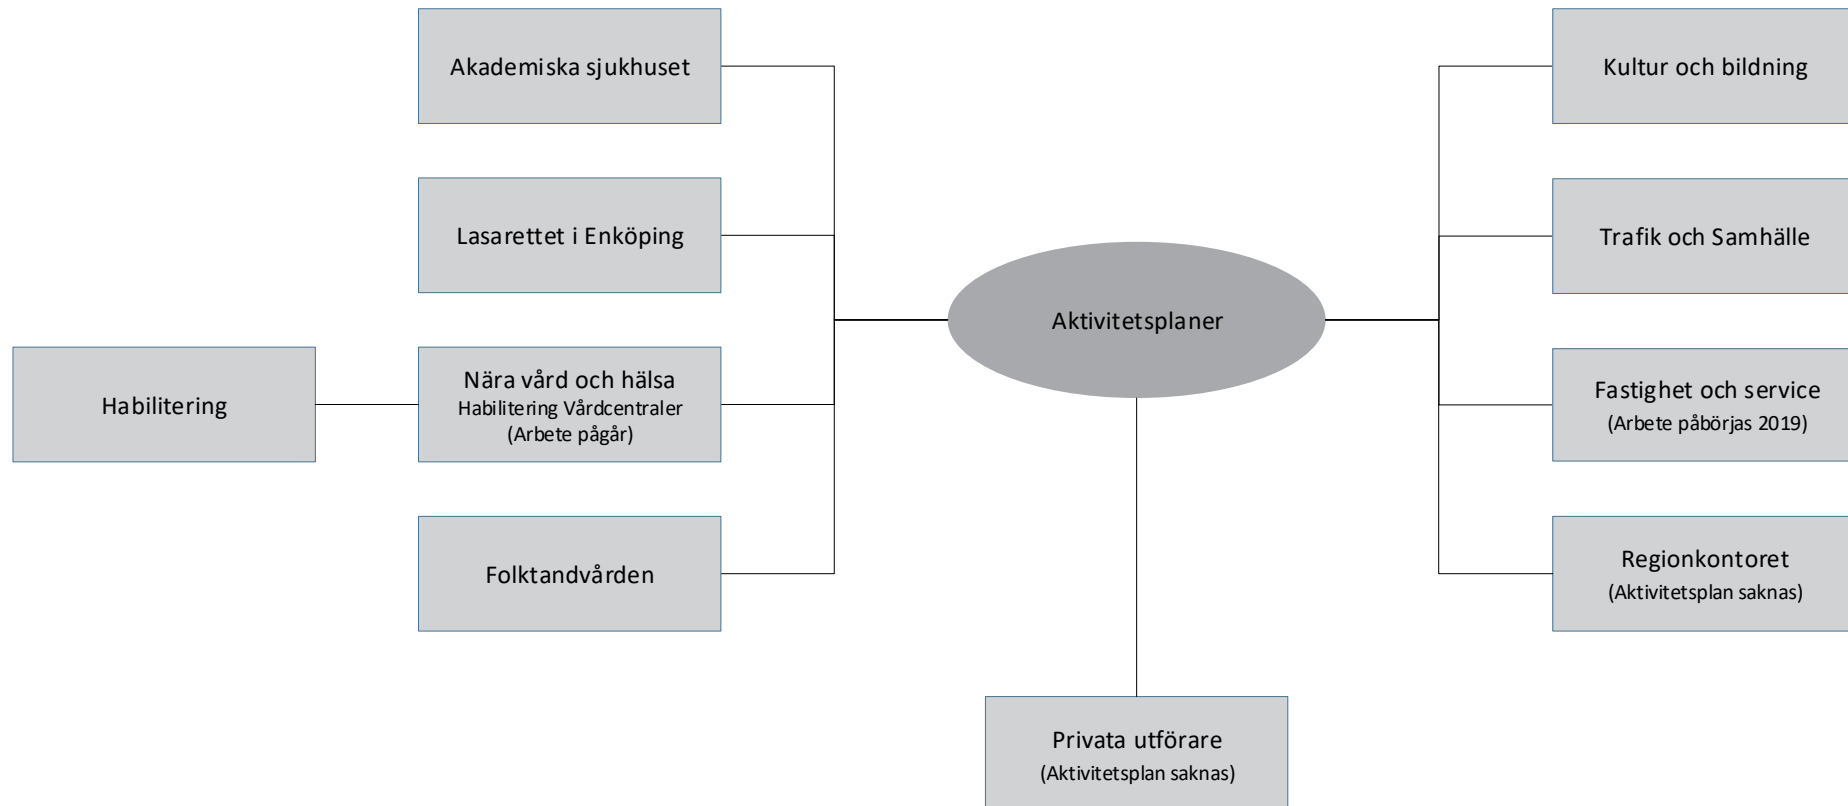 Akademiska sjukhuset
Kultur och bildning
Lasarettet i Enköping
Trafik och Samhälle
Aktivitetsplaner
Habilitering
Nära vård och hälsa
Habilitering Vårdcentraler
(Arbete pågår)
Fastighet och service
(Arbete påbörjas 2019)
Folktandvården
Regionkontoret
(Aktivitetsplan saknas)
Privata utförare
(Aktivitetsplan saknas)